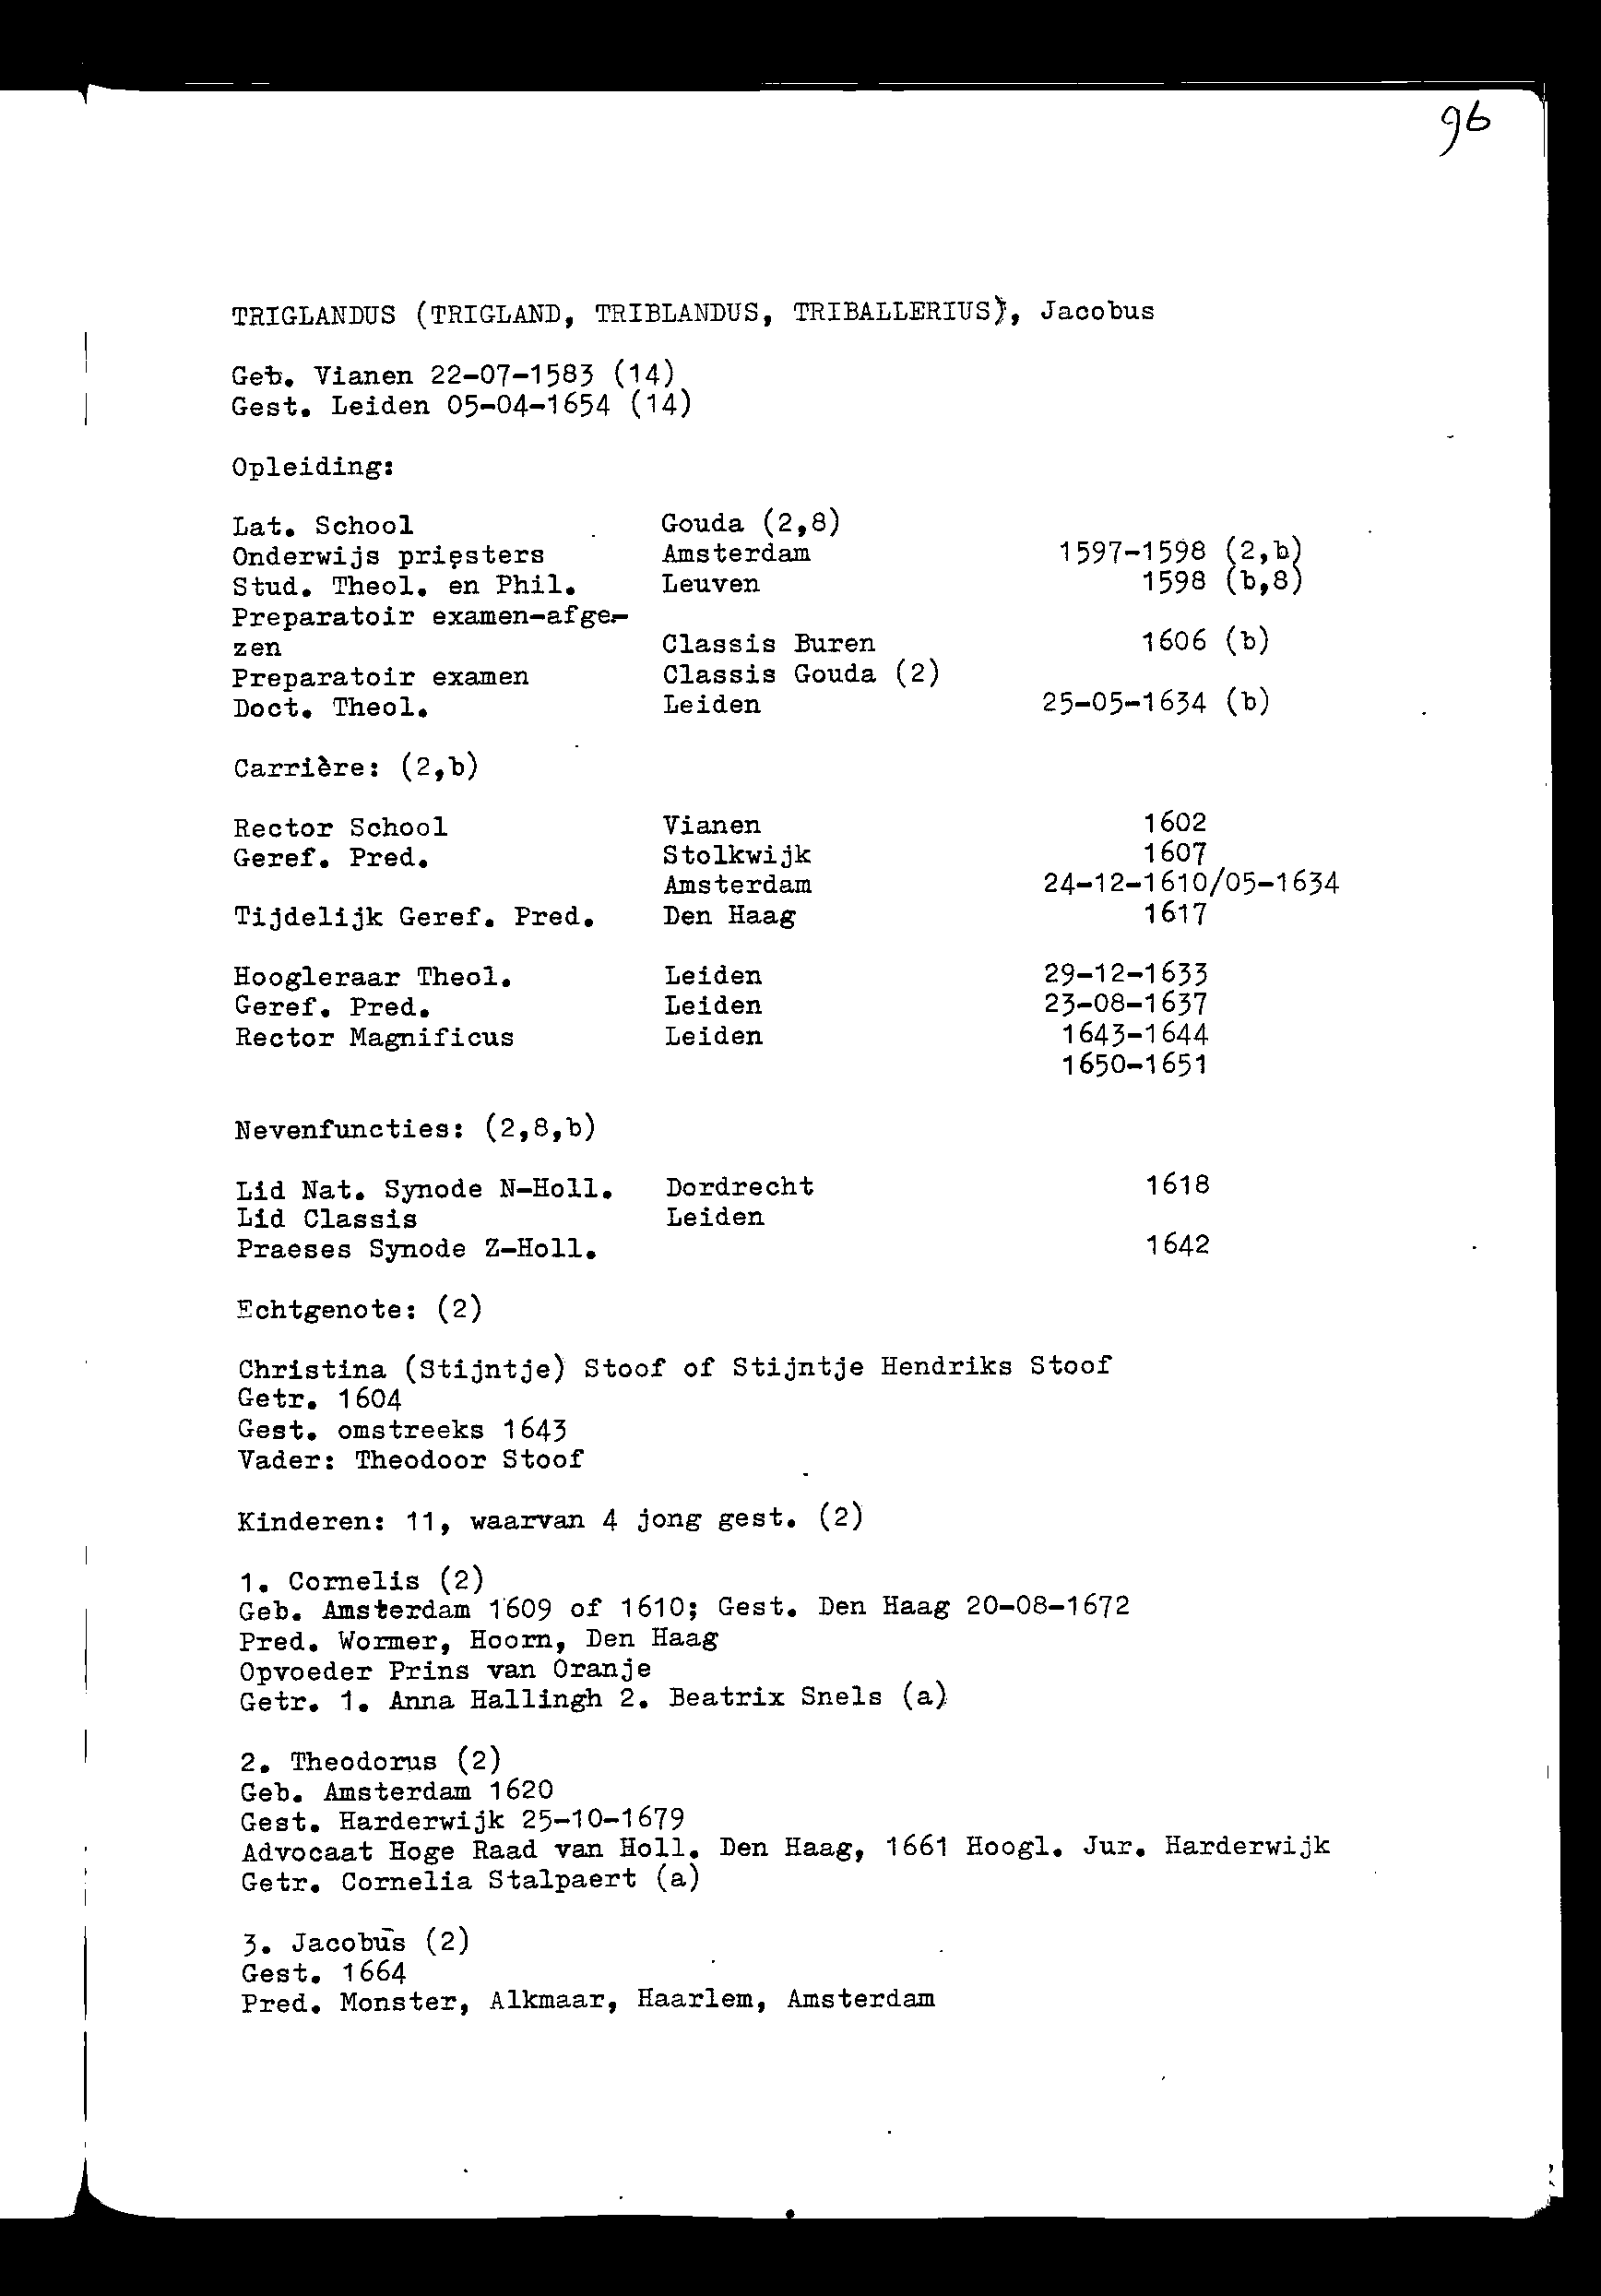 96
TRIGLANDUS (TRIGLAND, TRIBLANDUS, TRIBALLERIUS), Jacobus
Geb. Vianen 22-07-1583 (14)
Gest. Leiden 05-04-1654 (14)
Opleiding:
Lat. School Gouda (2,8)
Onderwijs priesters Amsterdam 1597-1598 (2,b)
Stud. Theol. en Phil. Leuven 1598 (b,8)
Preparatoir examen-afge-
zen Classis Buren 1606 (b)
Preparatoir examen Classis Gouda (2)
Doct. Theol. Leiden 25-05-1634 (b)
Carrière: (2,b)
Rector School Vianen 1602
Geref. Pred. Stolkwijk 1607
Amsterdam 24-12-1610/05-1634
Tijdelijk Geref. Pred. Den Haag 1617
Hoogleraar Theol. Leiden 29-12-1633
Geref. Pred. Leiden 23-08-1637
Rector Magnificus Leiden 1643-1644
1650-1651
Nevenfuncties: (2,8,b)
Lid Nat. Synode N-Holl. Dordrecht 1618
Lid Classis Leiden
Praeses Synode Z-Holl. 1642
Echtgenote: (2)
Christina (Stijntje) Stoof of Stijntje Hendriks Stoof
Getr. 1604
Gest. omstreeks 1643
Vader: Theodoor Stoof
Kinderen: 11, waarvan 4 jong gest. (2)
1. Cornelis (2)
Geb. Amsterdam 1609 of 1610; Gest. Den Haag 20-08-1672
Pred. Wormer, Hoorn, Den Haag
Opvoeder Prins van Oranje
Getr. 1. Anna Hallingh 2. Beatrix Snels (a)
2. Theodorus (2)
Geb. Amsterdam 1620
Gest. Harderwijk 25-10-1679
Advocaat Hoge Raad van Holl. Den Haag, 1661 Hoogl. Jur. Harderwijk
Getr. Cornelia Stalpaert (a)
3. Jacobus (2)
Gest. 1664
Pred. Monster, Alkmaar, Haarlem, Amsterdam